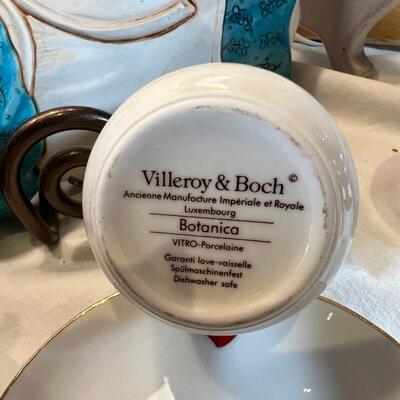 Villeroy & Boch ©
Ancienne Manufacture Impériale et Royale
Luxembourg
Botanica
VITRO-Porcelaine
Garanti lave-vaisselle
Spülmaschinenfest
Dishwasher safe